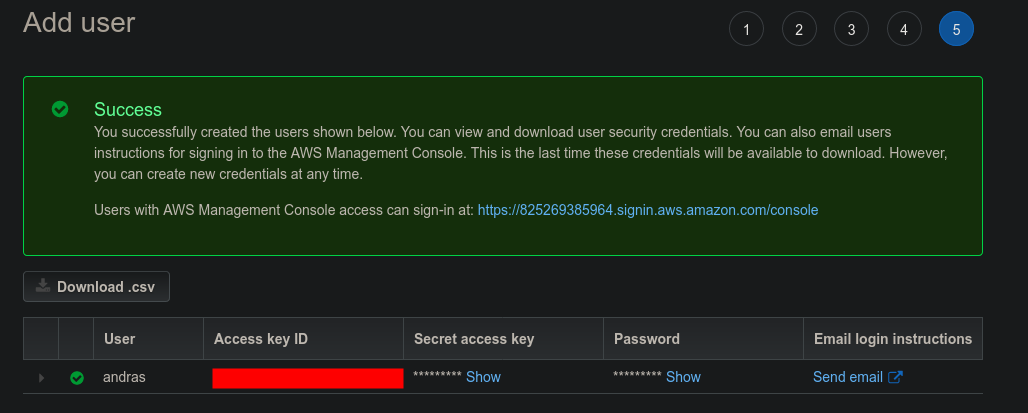 Add user
1 2 3 4 5
Success
You successfully created the users shown below. You can view and download user security credentials. You can also email users
instructions for signing in to the AWS Management Console. This is the last time these credentials will be available to download. However,
you can create new credentials at any time.
Users with AWS Management Console access can sign-in at: https://825269385964.signin.aws.amazon.com/console
Download .csv
User Access key ID Secret access key Password Email login instructions
andras ********* Show ********* Show Send email